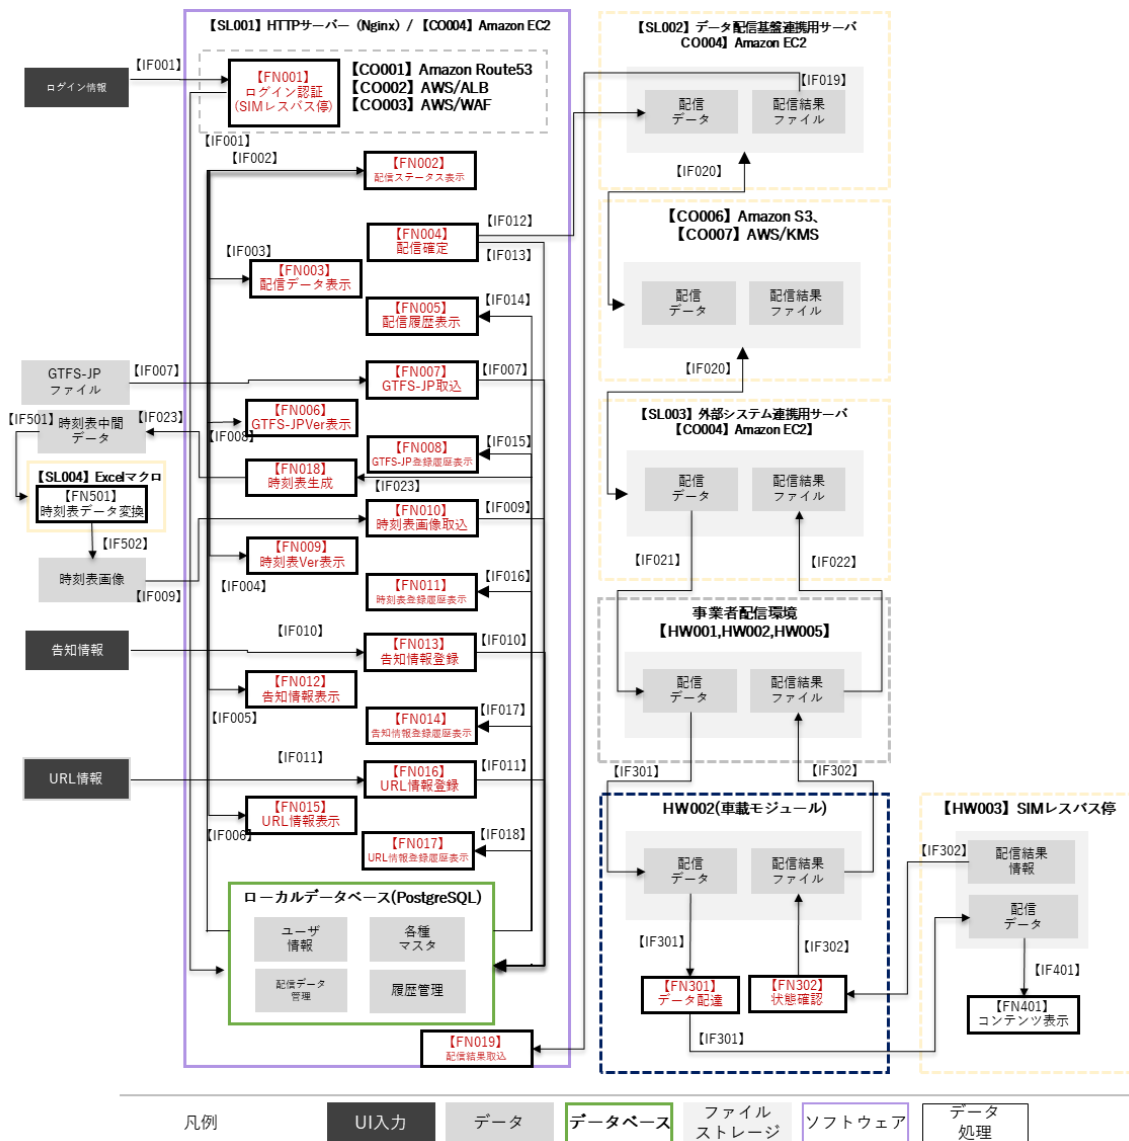 【SL001】HTTPサーバー（Nginx）/ 【CO004】Amazon EC2
【IF001】
ログイン情報
【FN001】
ログイン認証
(SIMレスバス停)
【CO001】Amazon Route53
【CO002】AWS/ALB
【CO003】AWS/WAF
【IF001】
【IF002】
【FN002】
配信ステータス表示
【IF012】
【FN004】
配信確定
【IF013】
【IF003】
【FN003】
配信データ表示
【IF014】
【FN005】
配信履歴表示
GTFS-JP
ファイル
【IF007】
【FN007】
GTFS-JP取込
【IF007】
【IF501】
【IF023】
時刻表中間
データ
【FN006】
GTFS-JPVer表示
【IF008】
【IF015】
【FN008】
GTFS-JP登録履歴表示
【SL004】Excelマクロ
【FN501】
時刻表データ変換
【FN018】
時刻表生成
【IF023】
【FN010】
時刻表画像取込
【IF009】
【IF502】
時刻表画像
【IF009】
【FN009】
時刻表Ver表示
【IF004】
【IF016】
【FN011】
時刻表登録履歴表示
告知情報
【IF010】
【FN013】
告知情報登録
【IF010】
【FN012】
告知情報表示
【IF005】
【IF017】
【FN014】
告知情報登録履歴表示
URL情報
【IF011】
【FN016】
URL情報登録
【IF011】
【FN015】
URL情報表示
【IF006】
【IF018】
【FN017】
URL情報登録履歴表示
ローカルデータベース(PostgreSQL)
ユーザ
情報
各種
マスタ
配信データ
管理
履歴管理
【FN019】
配信結果取込
【SL002】データ配信基盤連携用サーバ
CO004】Amazon EC2
【IF019】
配信
データ
配信結果
ファイル
【IF020】
【CO006】Amazon S3、
【CO007】AWS/KMS
配信
データ
配信結果
ファイル
【IF020】
【SL003】外部システム連携用サーバ
【CO004】Amazon EC2】
配信
データ
配信結果
ファイル
【IF021】
【IF022】
事業者配信環境
【HW001,HW002,HW005】
配信
データ
配信結果
ファイル
【IF301】
【IF302】
HW002(車載モジュール)
配信
データ
配信結果
ファイル
【IF301】
【IF302】
【FN301】
データ配達
【FN302】
状態確認
【IF301】
【HW003】SIMレスバス停
【IF302】
配信結果
情報
配信
データ
【IF401】
【FN401】
コンテンツ表示
凡例
UI入力
データ
データベース
ファイル
ストレージ
ソフトウェア
データ
処理